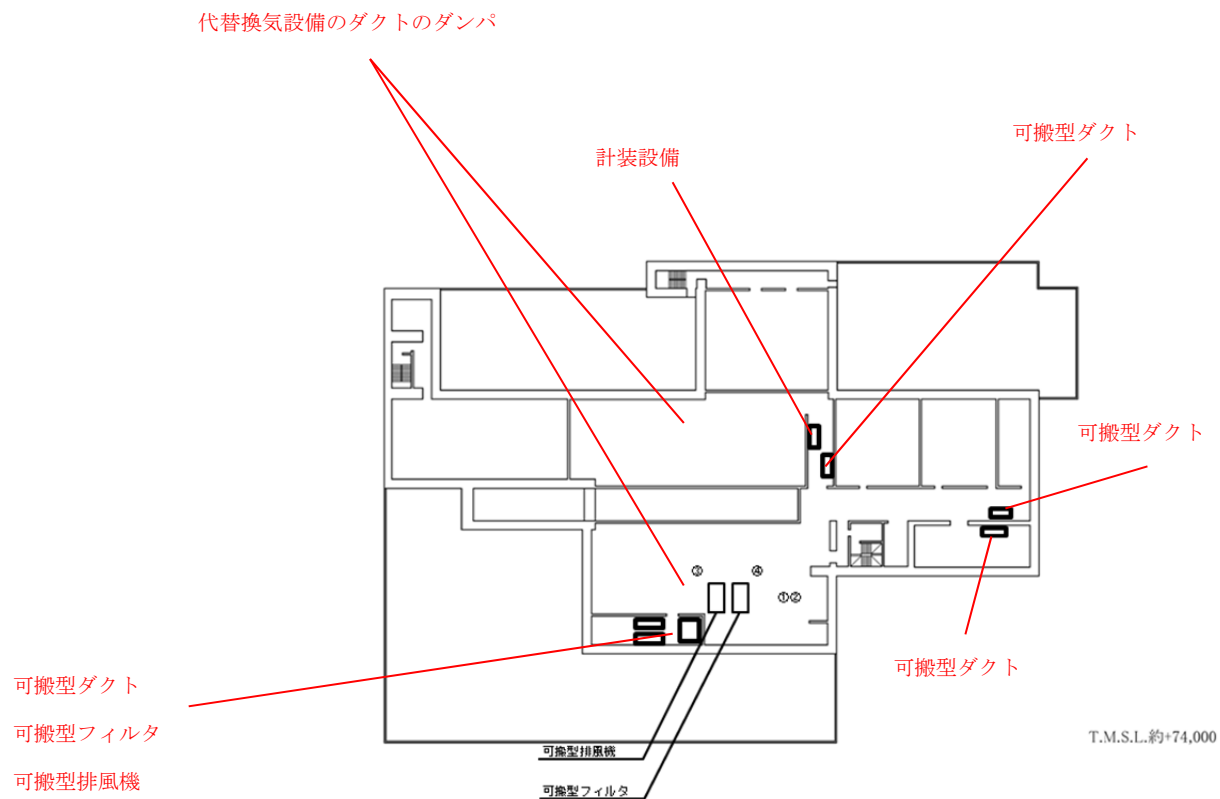 代替換気設備のダクトのダンパ
可搬型ダクト
計装設備
可搬型ダクト
③
④
①②
可搬型ダクト
可搬型ダクト
可搬型フィルタ
可搬型排風機
T.M.S.L.約+74,000
可搬型排風機
可搬型フィルタ